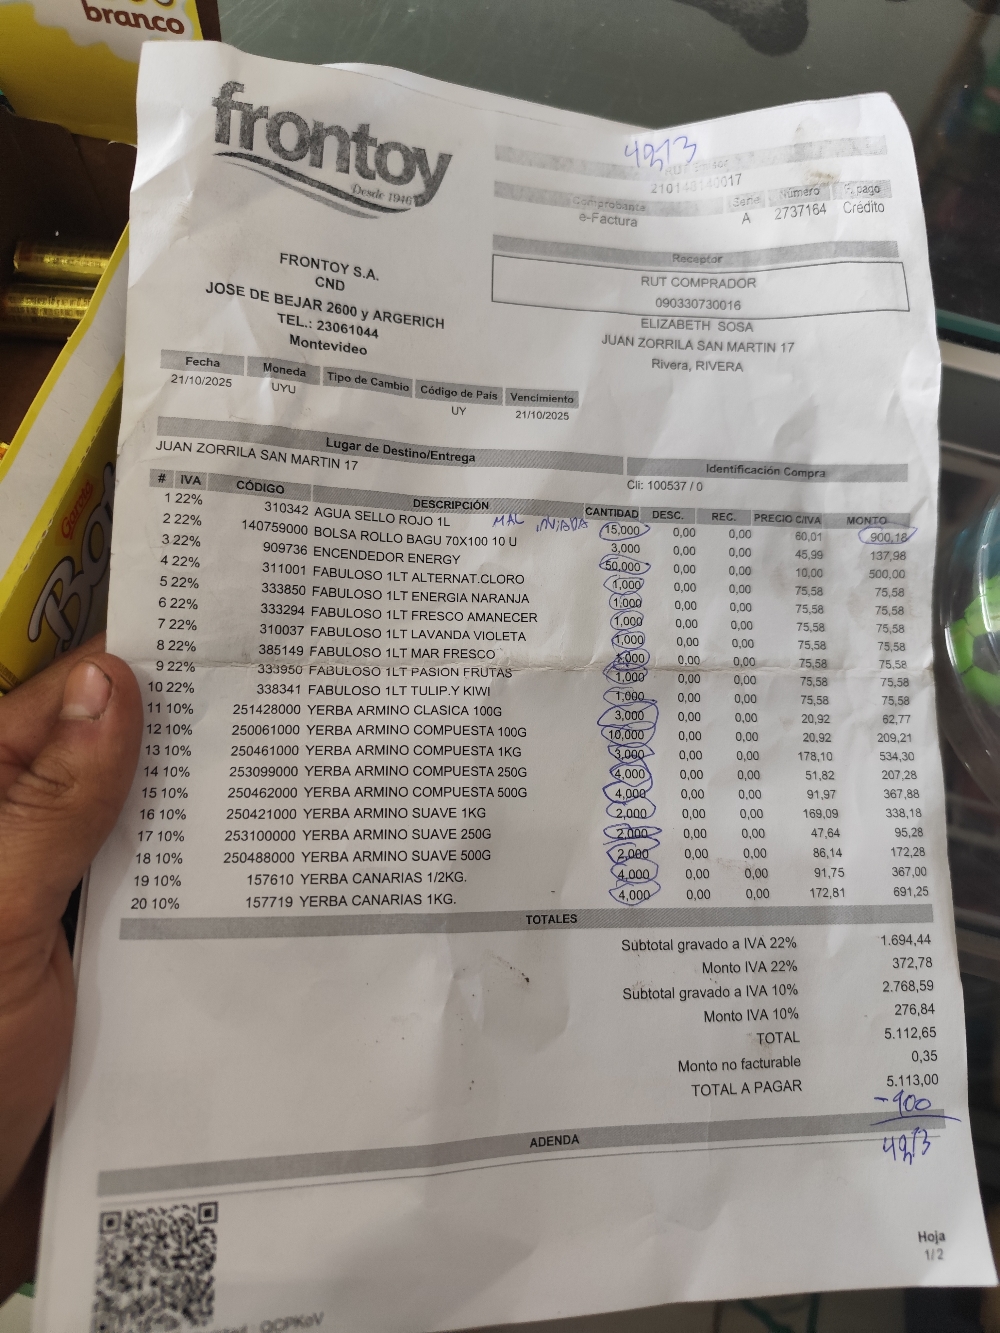 branco
Garoto
frontoy
Desde 1946
4213
210140140017
Comprobante Serie Número F. pago
e-Factura A 2737164 Crédito
Receptor
RUT COMPRADOR
090330730016
ELIZABETH SOSA
JUAN ZORRILA SAN MARTIN 17
Rivera, RIVERA
FRONTOY S.A.
CND
JOSE DE BEJAR 2600 y ARGERICH
TEL.: 23061044
Montevideo
Fecha Moneda Tipo de Cambio Código de País Vencimiento
21/10/2025 UYU UY 21/10/2025
Lugar de Destino/Entrega
JUAN ZORRILA SAN MARTIN 17
Identificación Compra
Cli: 100537 / 0
# IVA CÓDIGO DESCRIPCIÓN CANTIDAD DESC. REC. PRECIO C/IVA MONTO
1 22% 310342 AGUA SELLO ROJO 1L MAL INVIADA 15,000 0,00 0,00 60,01 900,18
2 22% 140759000 BOLSA ROLLO BAGU 70X100 10 U 3,000 0,00 0,00 45,99 137,98
3 22% 909736 ENCENDEDOR ENERGY 50,000 0,00 0,00 10,00 500,00
4 22% 311001 FABULOSO 1LT ALTERNAT.CLORO 1,000 0,00 0,00 75,58 75,58
5 22% 333850 FABULOSO 1LT ENERGIA NARANJA 1,000 0,00 0,00 75,58 75,58
6 22% 333294 FABULOSO 1LT FRESCO AMANECER 1,000 0,00 0,00 75,58 75,58
7 22% 310037 FABULOSO 1LT LAVANDA VIOLETA 1,000 0,00 0,00 75,58 75,58
8 22% 385149 FABULOSO 1LT MAR FRESCO 1,000 0,00 0,00 75,58 75,58
9 22% 333950 FABULOSO 1LT PASION FRUTAS 1,000 0,00 0,00 75,58 75,58
10 22% 338341 FABULOSO 1LT TULIP.Y KIWI 1,000 0,00 0,00 75,58 75,58
11 10% 251428000 YERBA ARMINO CLASICA 100G 3,000 0,00 0,00 20,92 62,77
12 10% 250061000 YERBA ARMINO COMPUESTA 100G 10,000 0,00 0,00 20,92 209,21
13 10% 250461000 YERBA ARMINO COMPUESTA 1KG 3,000 0,00 0,00 178,10 534,30
14 10% 253099000 YERBA ARMINO COMPUESTA 250G 4,000 0,00 0,00 51,82 207,28
15 10% 250462000 YERBA ARMINO COMPUESTA 500G 4,000 0,00 0,00 91,97 367,88
16 10% 250421000 YERBA ARMINO SUAVE 1KG 2,000 0,00 0,00 169,09 338,18
17 10% 253100000 YERBA ARMINO SUAVE 250G 2,000 0,00 0,00 47,64 95,28
18 10% 250488000 YERBA ARMINO SUAVE 500G 2,000 0,00 0,00 86,14 172,28
19 10% 157610 YERBA CANARIAS 1/2KG. 4,000 0,00 0,00 91,75 367,00
20 10% 157719 YERBA CANARIAS 1KG. 4,000 0,00 0,00 172,81 691,25
TOTALES
Subtotal gravado a IVA 22% 1.694,44
Monto IVA 22% 372,78
Subtotal gravado a IVA 10% 2.768,59
Monto IVA 10% 276,84
TOTAL 5.112,65
Monto no facturable 0,35
TOTAL A PAGAR 5.113,00
-900
4213
ADENDA
Hoja
1/2